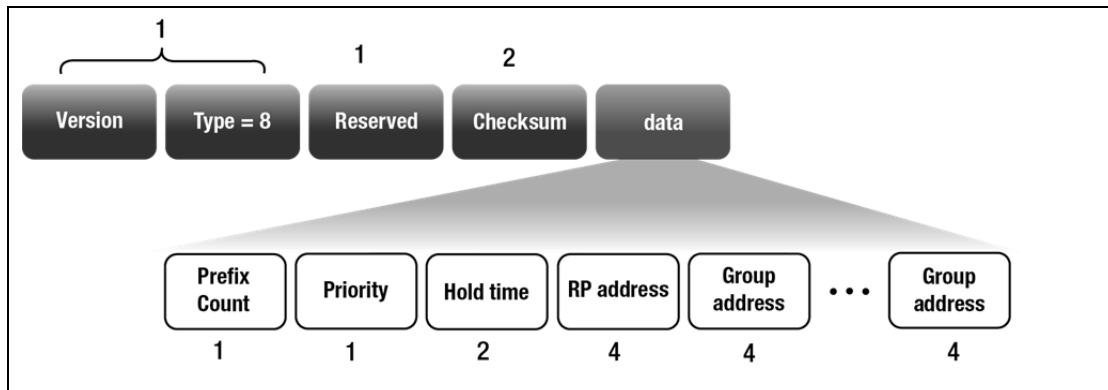 1
1
2
Version
Type = 8
Reserved
Checksum
data
Prefix
Count
Priority
Hold time
RP address
Group
address
• • •
Group
address
1
1
2
4
4
4